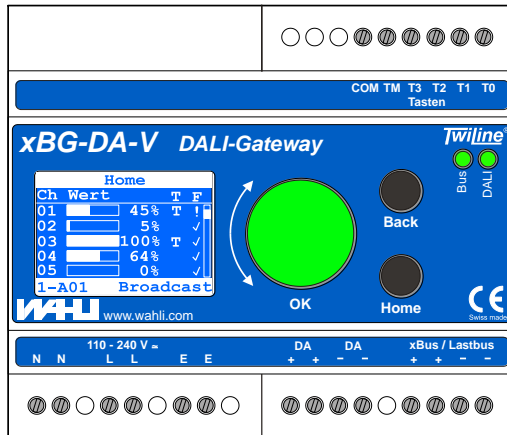 COM TM T3 T2 T1 T0
Tasten
xBG-DA-V DALI-Gateway
Twiline®
Bus
DALI
Home
Ch Wert T F
01 45% T !
02 5% ✓
03 100% T ✓
04 64% ✓
05 0%
1-A01 Broadcast
Back
OK
Home
WAHLI www.wahli.com
CE
Swiss made
110 - 240 V ≃ DA DA xBus / Lastbus
N N L L E E + + − − + + − −